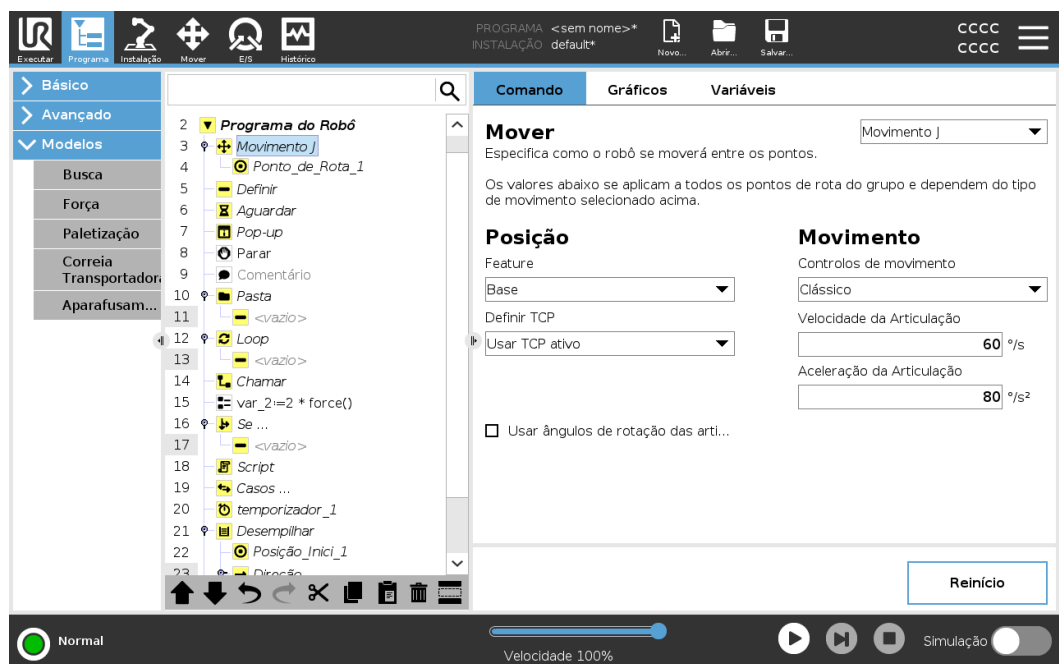 PROGRAMA <sem nome>*
INSTALAÇÃO default*
Executar Programa Instalação Mover E/S Histórico
Novo... Abrir... Salvar...
CCCC
CCCC
Básico
Avançado
Modelos
Busca
Força
Paletização
Correia
Transportador
Aparafusam...
2 Programa do Robô
3 Movimento J
4 Ponto_de_Rota_1
5 Definir
6 Aguardar
7 Pop-up
8 Parar
9 Comentário
10 Pasta
11 <vazio>
12 Loop
13 <vazio>
14 Chamar
15 var_2:=2 * force()
16 Se ...
17 <vazio>
18 Script
19 Casos ...
20 temporizador_1
21 Desempilhar
22 Posição_Inici_1
23 Direção
Comando Gráficos Variáveis
Mover
Movimento J
Especifica como o robô se moverá entre os pontos.
Os valores abaixo se aplicam a todos os pontos de rota do grupo e dependem do tipo
de movimento selecionado acima.
Posição
Feature
Base
Definir TCP
Usar TCP ativo
Usar ângulos de rotação das arti...
Movimento
Controlos de movimento
Clássico
Velocidade da Articulação
60 °/s
Aceleração da Articulação
80 °/s²
Reinício
Normal
Velocidade 100%
Simulação